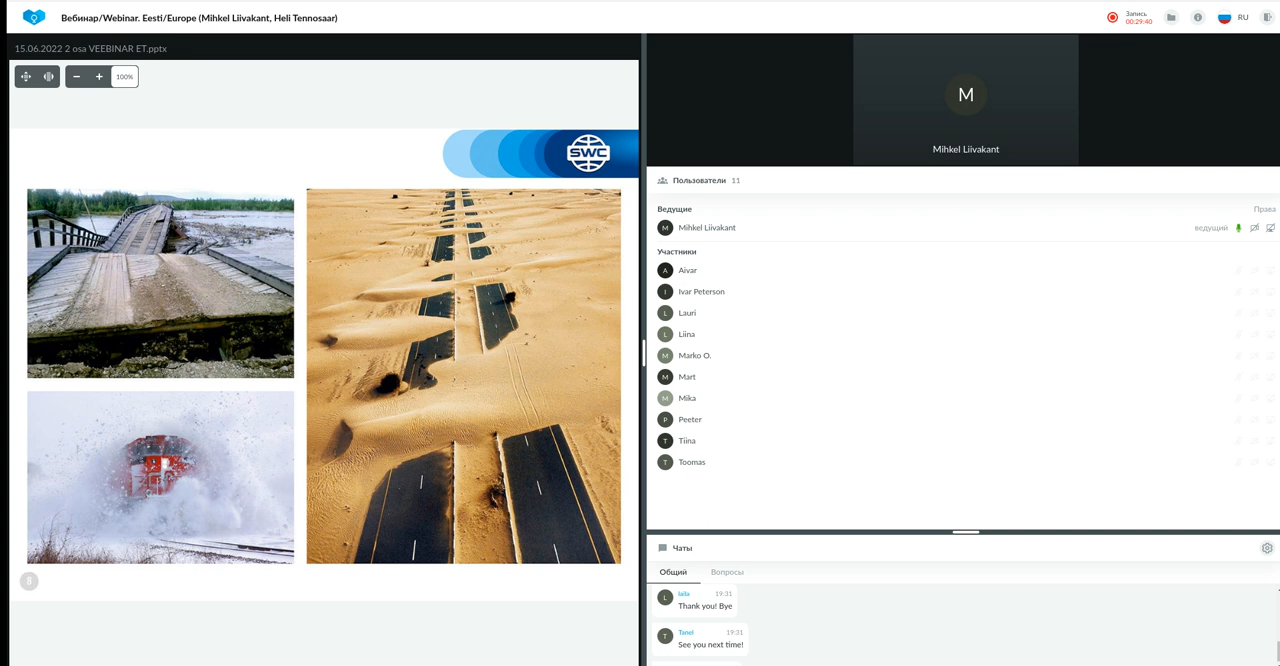 Вебинар/Webinar. Eesti/Europe (Mihkel Liivakant, Heli Tennosaar)
Запись
00:29:40
RU
15.06.2022 2 osa VEEBINAR ET.pptx
100%
SWC
8
M
Mihkel Liivakant
Пользователи 11
Ведущие
Права
M Mihkel Liivakant
ведущий
Участники
A Aivar
I Ivar Peterson
L Lauri
L Liina
M Marko O.
M Mart
M Mika
P Peeter
T Tiina
T Toomas
Чаты
Общий Вопросы
L laila 19:31
Thank you! Bye
T Tanel 19:31
See you next time!